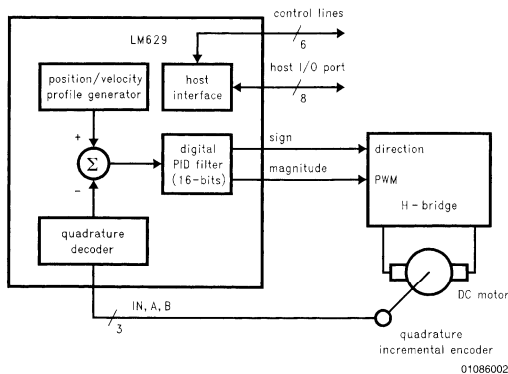 control lines
LM629
6
host I/O port
8
position/velocity
profile generator
host
interface
+
Σ
−
digital
PID filter
(16-bits)
sign
magnitude
direction
PWM
H-bridge
quadrature
decoder
DC motor
IN, A, B
3
quadrature
incremental encoder
01086002